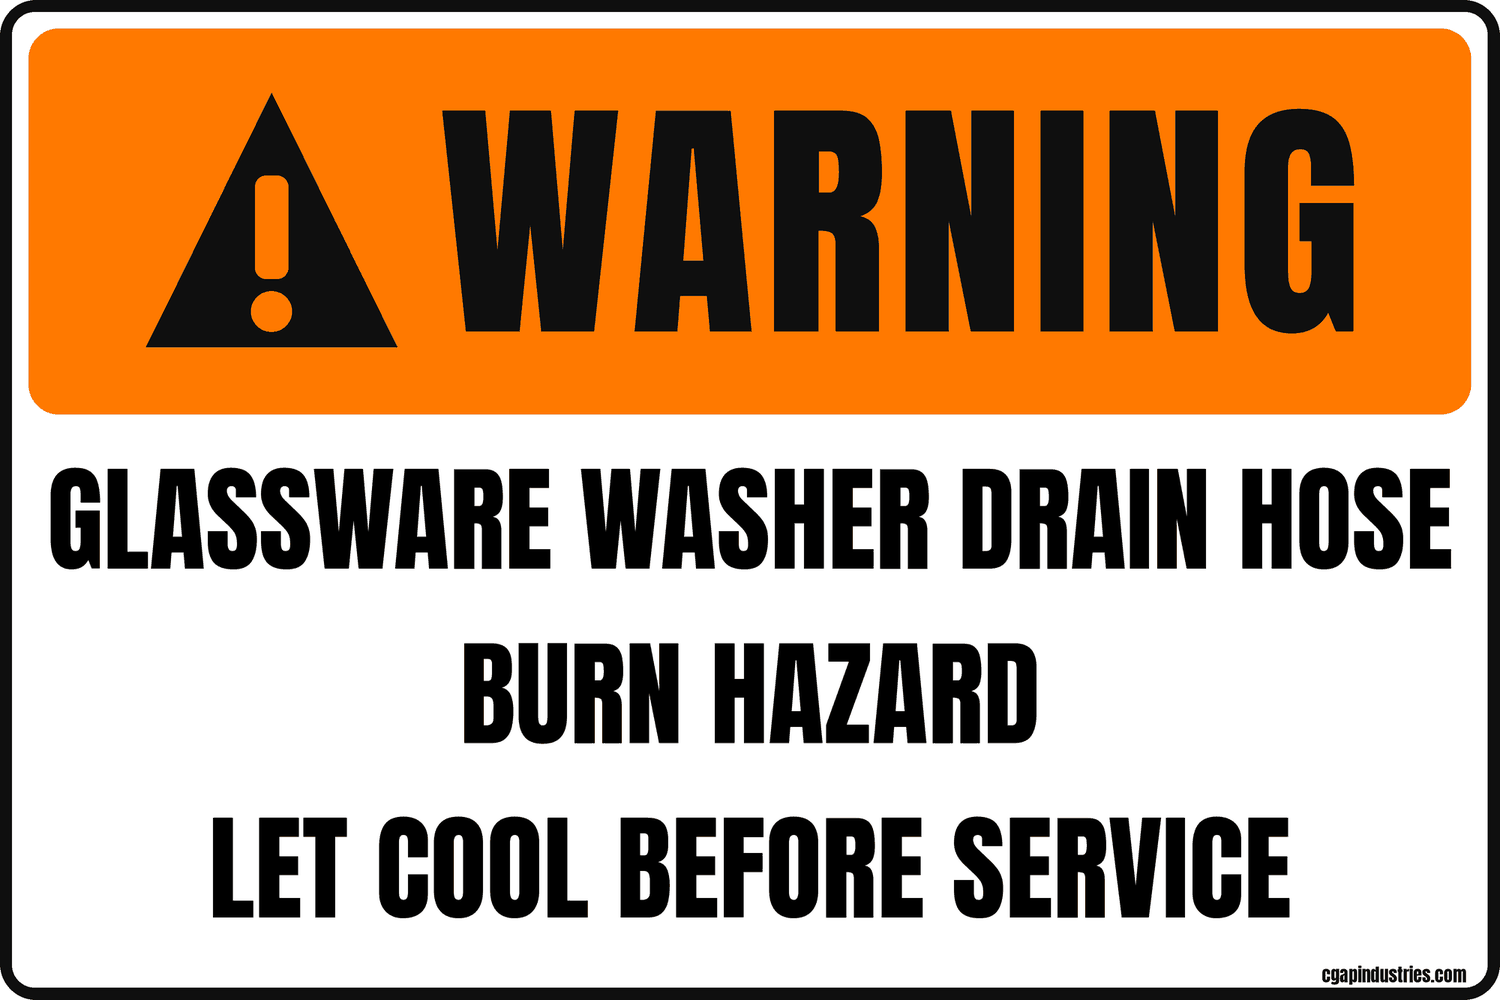 WARNING
GLASSWARE WASHER DRAIN HOSE
BURN HAZARD
LET COOL BEFORE SERVICE
cgapindustries.com